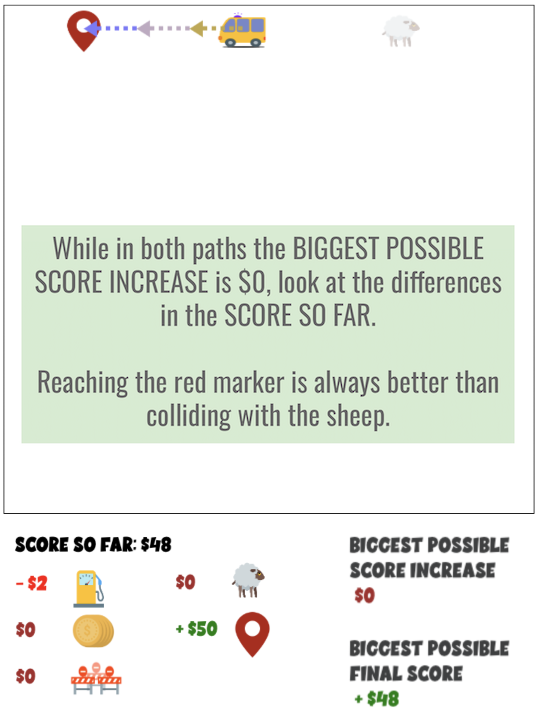 While in both paths the BIGGEST POSSIBLE
SCORE INCREASE is $0, look at the differences
in the SCORE SO FAR.
Reaching the red marker is always better than
colliding with the sheep.
SCORE SO FAR: $48
- $2
$0
$0
$0
+ $50
BIGGEST POSSIBLE
SCORE INCREASE
$0
BIGGEST POSSIBLE
FINAL SCORE
+ $48